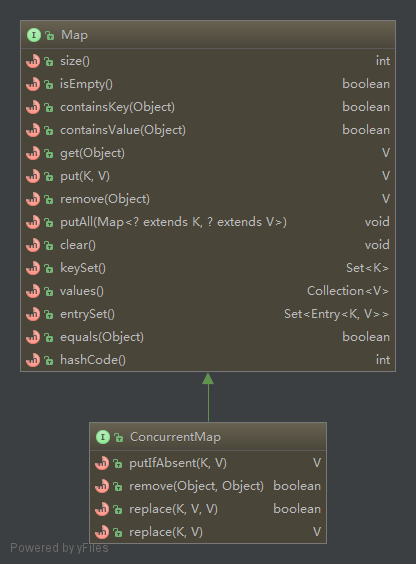 Map
size() int
isEmpty() boolean
containsKey(Object) boolean
containsValue(Object) boolean
get(Object) V
put(K, V) V
remove(Object) V
putAll(Map<? extends K, ? extends V>) void
clear() void
keySet() Set<K>
values() Collection<V>
entrySet() Set<Entry<K, V>>
equals(Object) boolean
hashCode() int
ConcurrentMap
putIfAbsent(K, V) V
remove(Object, Object) boolean
replace(K, V, V) boolean
replace(K, V) V
Powered by yFiles